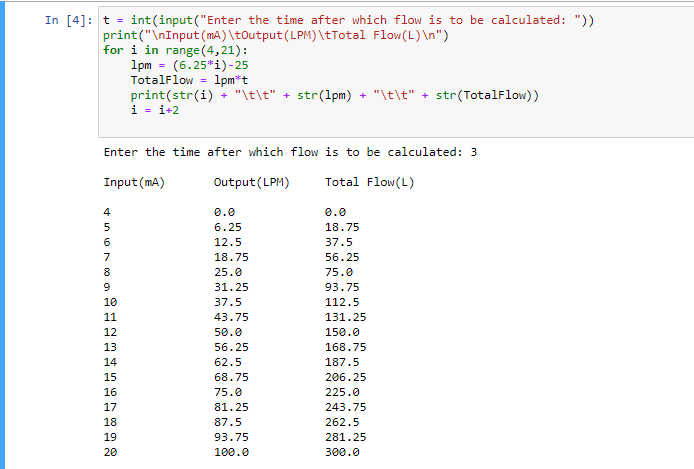 In [4]: t = int(input("Enter the time after which flow is to be calculated: "))
print("\nInput(mA)\tOutput(LPM)\tTotal Flow(L)\n")
for i in range(4,21):
    lpm = (6.25*i)-25
    TotalFlow = lpm*t
    print(str(i) + "\t\t" + str(lpm) + "\t\t" + str(TotalFlow))
    i = i+2
Enter the time after which flow is to be calculated: 3
Input(mA) Output(LPM) Total Flow(L)
4 0.0 0.0
5 6.25 18.75
6 12.5 37.5
7 18.75 56.25
8 25.0 75.0
9 31.25 93.75
10 37.5 112.5
11 43.75 131.25
12 50.0 150.0
13 56.25 168.75
14 62.5 187.5
15 68.75 206.25
16 75.0 225.0
17 81.25 243.75
18 87.5 262.5
19 93.75 281.25
20 100.0 300.0